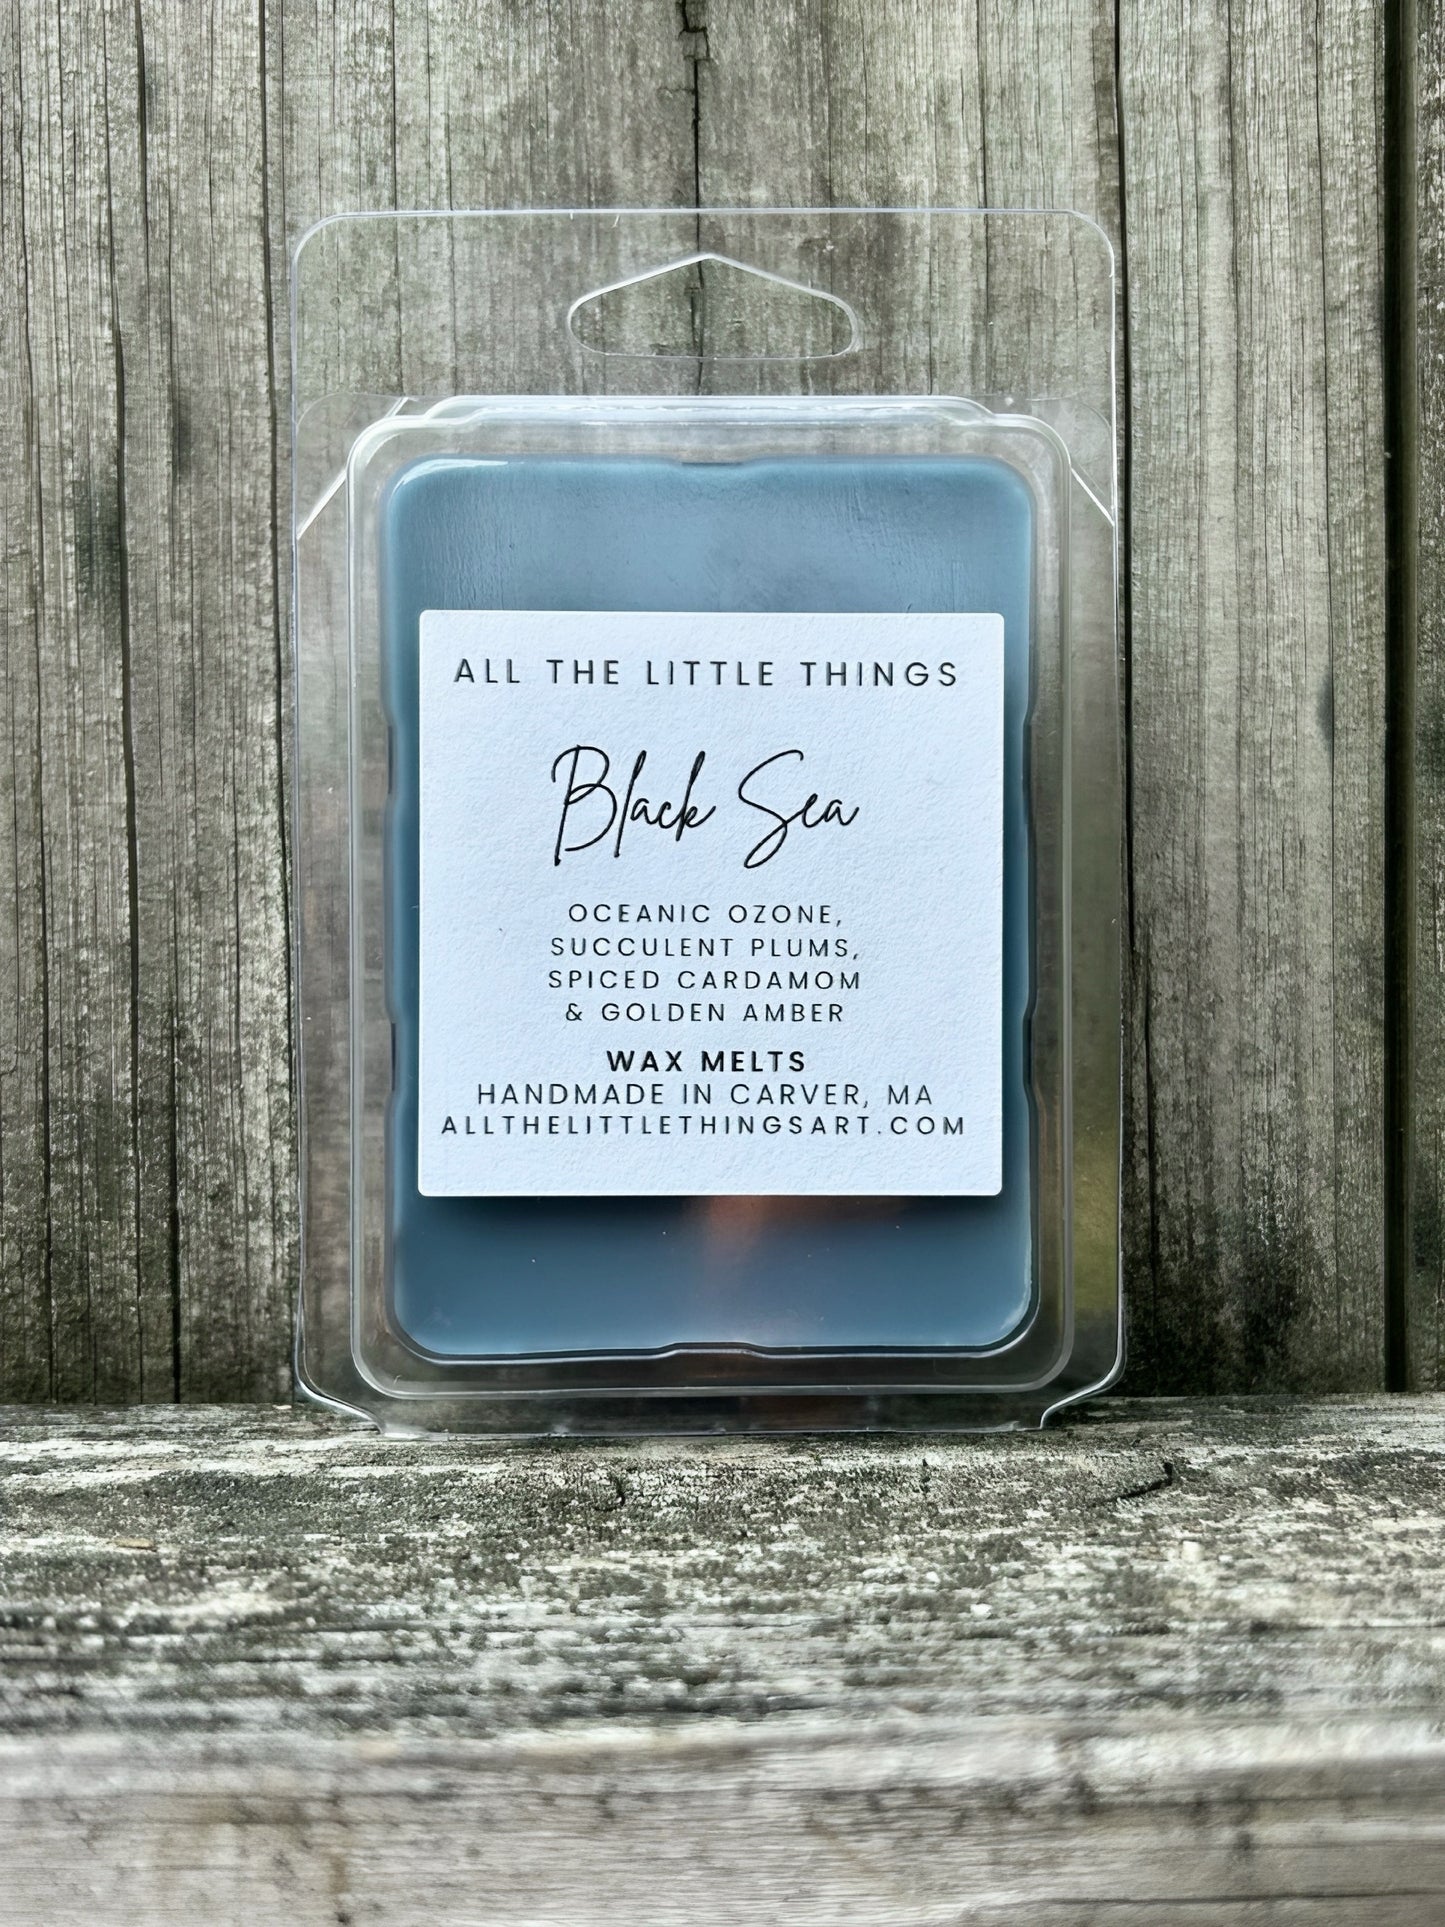 ALL THE LITTLE THINGS
Black Sea
OCEANIC OZONE,
SUCCULENT PLUMS,
SPICED CARDAMOM
& GOLDEN AMBER
WAX MELTS
HANDMADE IN CARVER, MA
ALLTHELITTLETHINGSART.COM